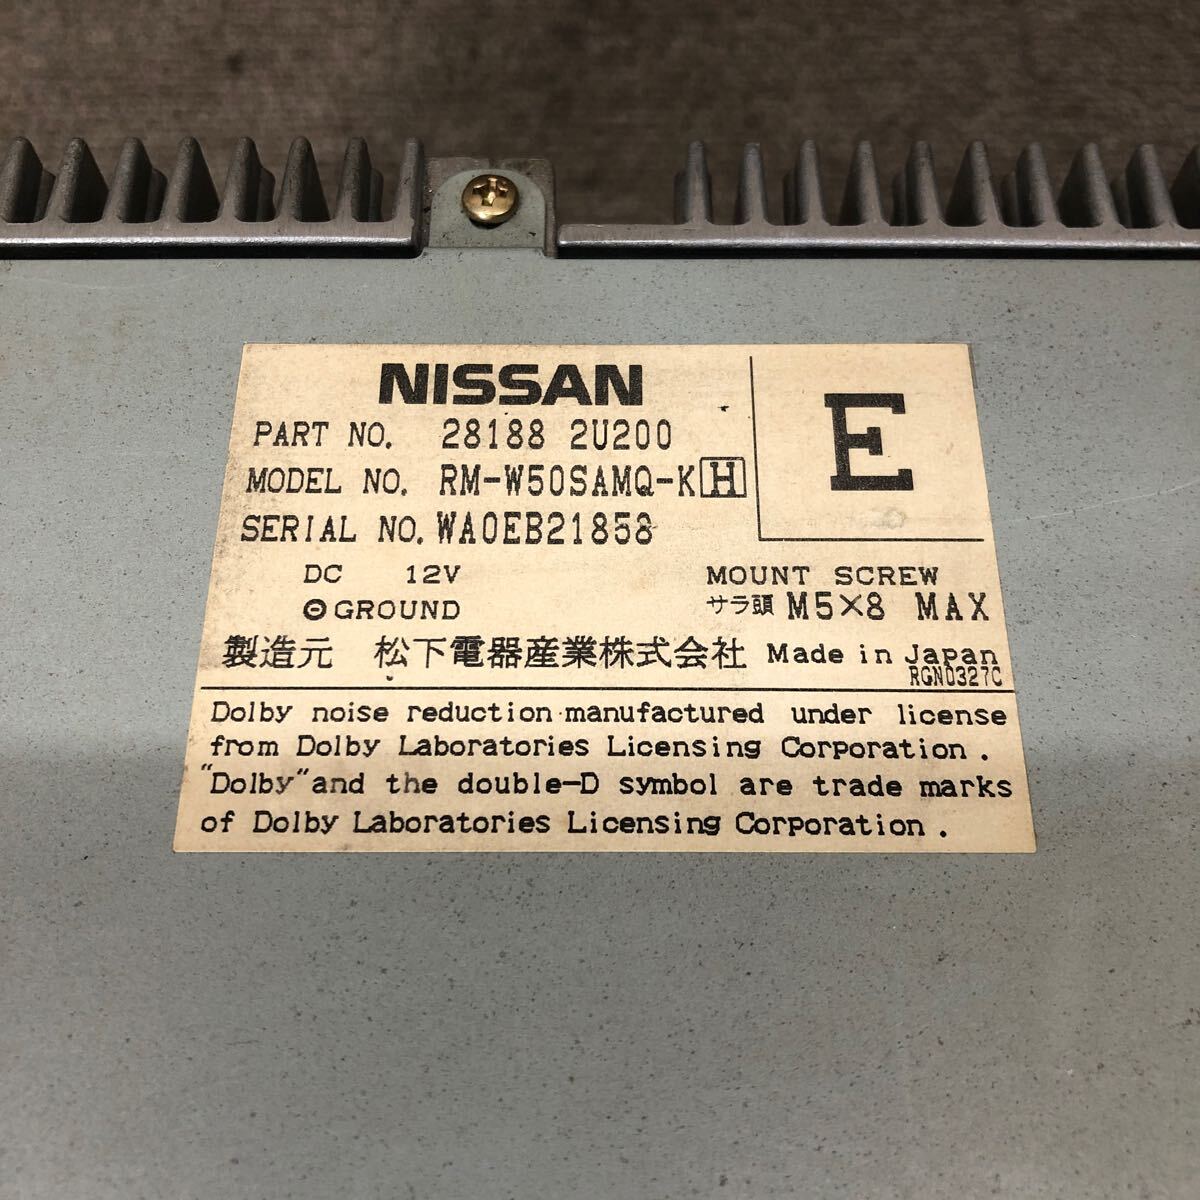 NISSAN
E
PART NO. 28188 2U200
MODEL NO. RM-W50SAMQ-K H
SERIAL NO. WA0EB21858
DC 12V
⊖ GROUND
MOUNT SCREW
サラ頭 M5×8 MAX
製造元 松下電器産業株式会社 Made in Japan
RGN0327C
Dolby noise reduction manufactured under license
from Dolby Laboratories Licensing Corporation.
"Dolby" and the double-D symbol are trade marks
of Dolby Laboratories Licensing Corporation.